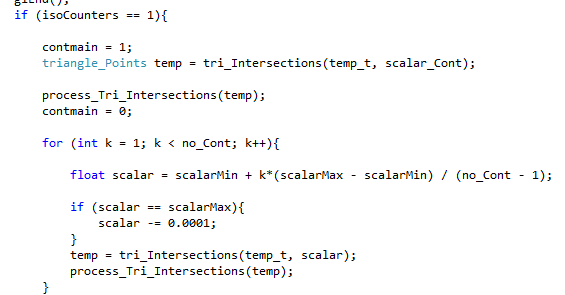 glEnd();
if (isoCounters == 1){
contmain = 1;
triangle_Points temp = tri_Intersections(temp_t, scalar_Cont);
process_Tri_Intersections(temp);
contmain = 0;
for (int k = 1; k < no_Cont; k++){
float scalar = scalarMin + k*(scalarMax - scalarMin) / (no_Cont - 1);
if (scalar == scalarMax){
scalar -= 0.0001;
}
temp = tri_Intersections(temp_t, scalar);
process_Tri_Intersections(temp);
}